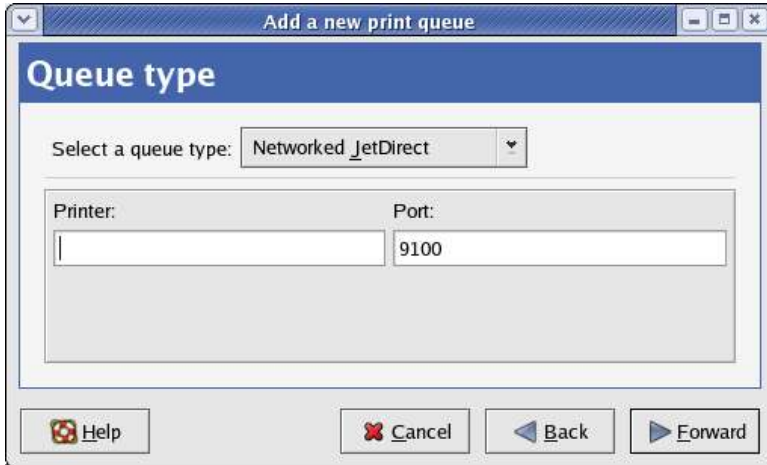 Add a new print queue
Queue type
Select a queue type: Networked JetDirect
Printer: Port:
9100
Help Cancel Back Forward